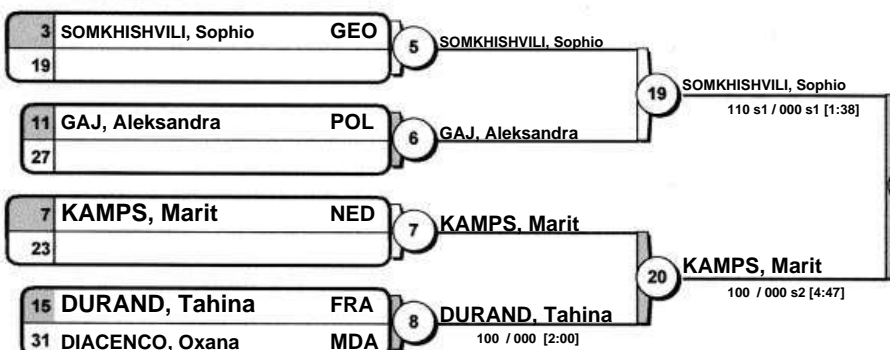 3 SOMKHISHVILI, Sophio GEO
19
5 SOMKHISHVILI, Sophio
19 SOMKHISHVILI, Sophio
110 s1 / 000 s1 [1:38]
11 GAJ, Aleksandra POL
27
6 GAJ, Aleksandra
7 KAMPS, Marit NED
23
7 KAMPS, Marit
20 KAMPS, Marit
100 / 000 s2 [4:47]
15 DURAND, Tahina FRA
31 DIACENCO, Oxana MDA
8 DURAND, Tahina
100 / 000 [2:00]